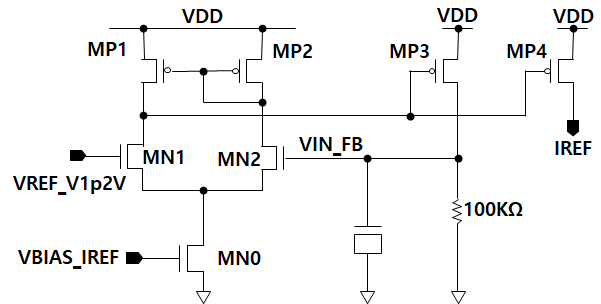 VDD VDD VDD
MP1 MP2 MP3 MP4
MN1 MN2 VIN_FB IREF
VREF_V1p2V 100KΩ
VBIAS_IREF MN0